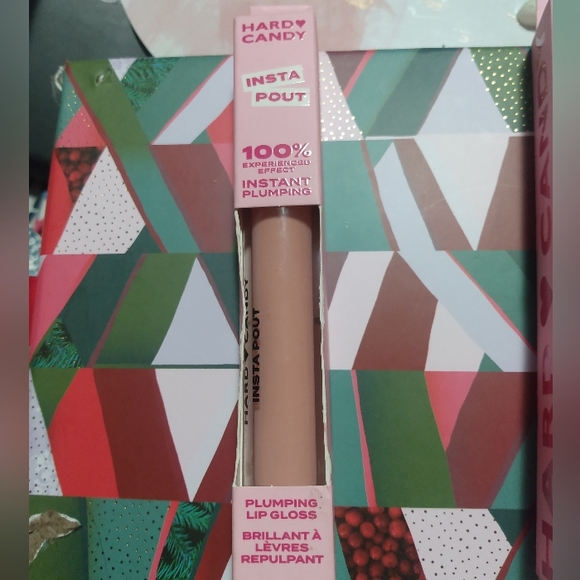 HARD♥
CANDY
INSTA
POUT
100%
EXPERIENCED
EFFECT
INSTANT
PLUMPING
HARD♥CANDY
INSTA POUT
PLUMPING
LIP GLOSS
BRILLANT À
LÈVRES
REPULPANT
HARD♥CAND